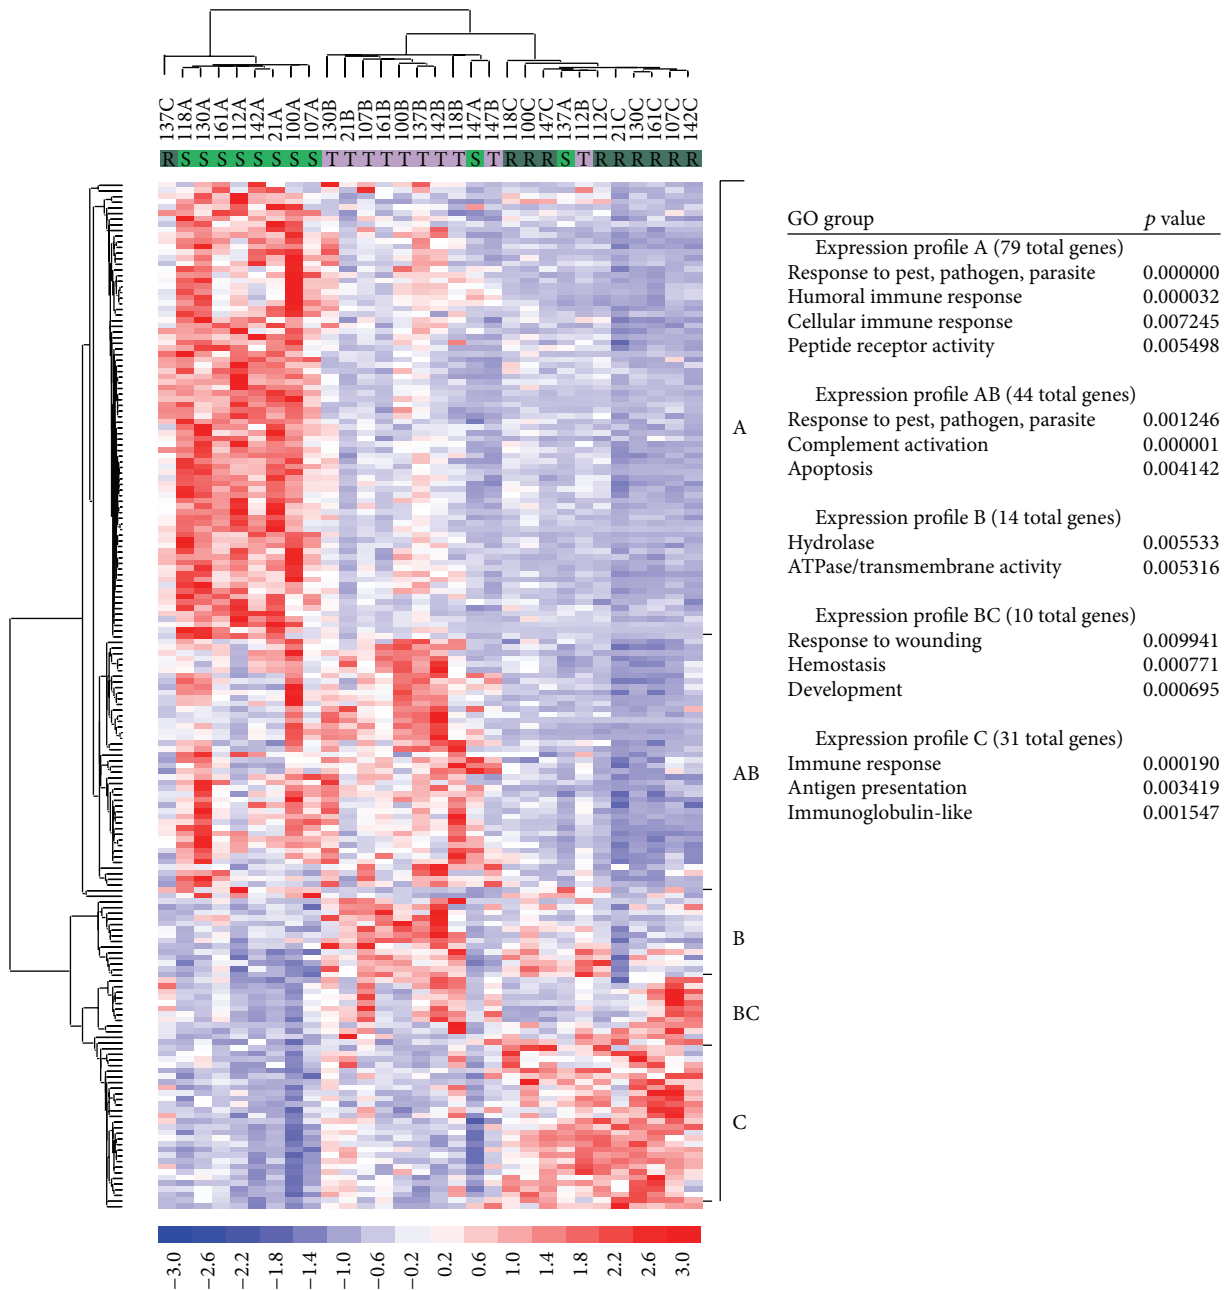 137C 118A 130A 161A 112A 142A 21A 100A 107A 130B 21B 107B 161B 100B 137B 142B 118B 147A 147B 118C 100C 147C 137A 112B 112C 21C 130C 161C 107C 142C
R S S S S S S S S T T T T T T T T S T R R R S T R R R R R R
GO group p value
Expression profile A (79 total genes)
Response to pest, pathogen, parasite 0.000000
Humoral immune response 0.000032
Cellular immune response 0.007245
Peptide receptor activity 0.005498
Expression profile AB (44 total genes)
Response to pest, pathogen, parasite 0.001246
Complement activation 0.000001
Apoptosis 0.004142
Expression profile B (14 total genes)
Hydrolase 0.005533
ATPase/transmembrane activity 0.005316
Expression profile BC (10 total genes)
Response to wounding 0.009941
Hemostasis 0.000771
Development 0.000695
Expression profile C (31 total genes)
Immune response 0.000190
Antigen presentation 0.003419
Immunoglobulin-like 0.001547
A
AB
B
BC
C
−3.0 −2.6 −2.2 −1.8 −1.4 −1.0 −0.6 −0.2 0.2 0.6 1.0 1.4 1.8 2.2 2.6 3.0